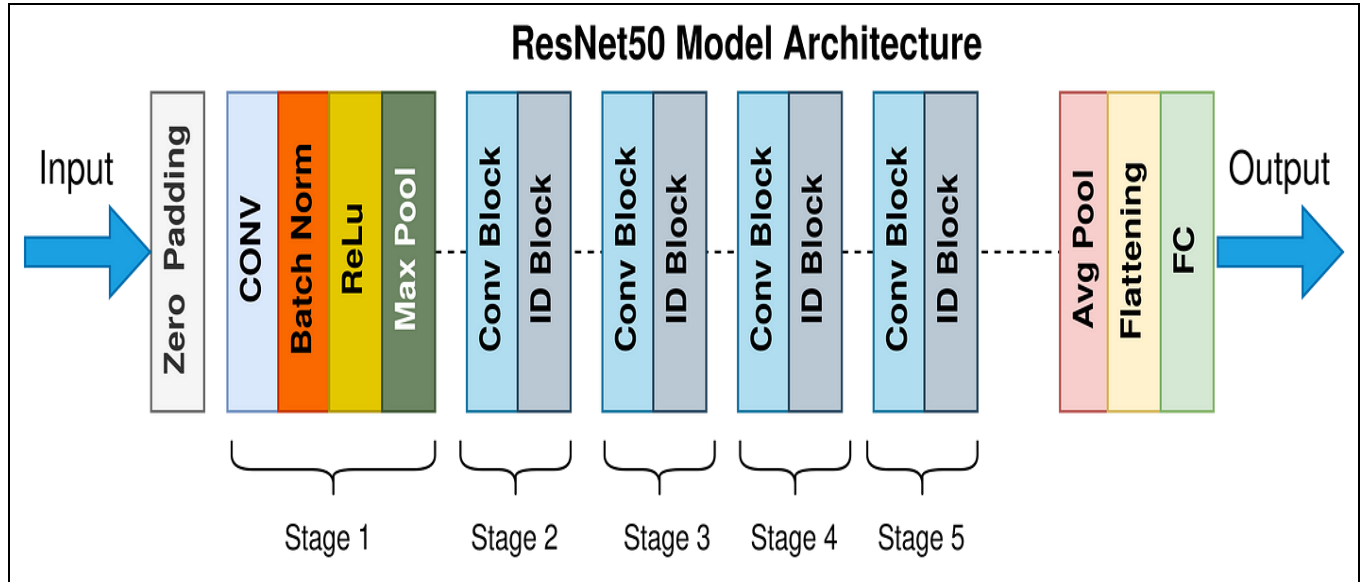 ResNet50 Model Architecture
Input
Zero Padding
CONV
Batch Norm
ReLu
Max Pool
Conv Block
ID Block
Conv Block
ID Block
Conv Block
ID Block
Conv Block
ID Block
Avg Pool
Flattening
FC
Output
Stage 1
Stage 2
Stage 3
Stage 4
Stage 5